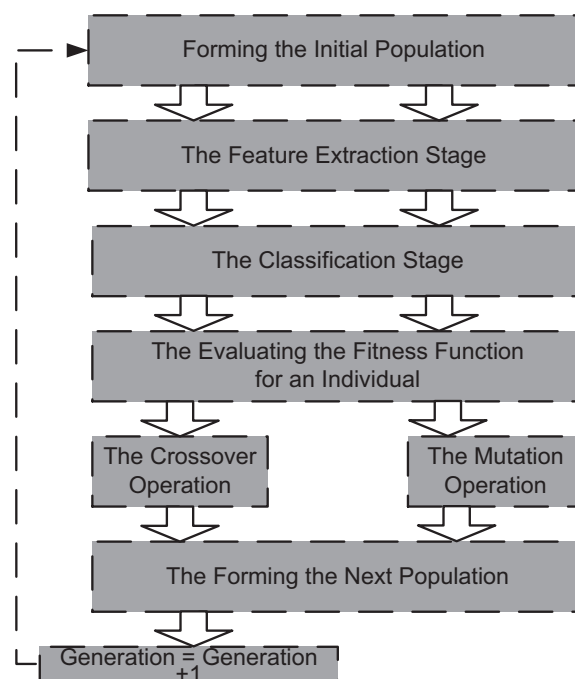 Forming the Initial Population
The Feature Extraction Stage
The Classification Stage
The Evaluating the Fitness Function
for an Individual
The Crossover
Operation
The Mutation
Operation
The Forming the Next Population
Generation = Generation
+1